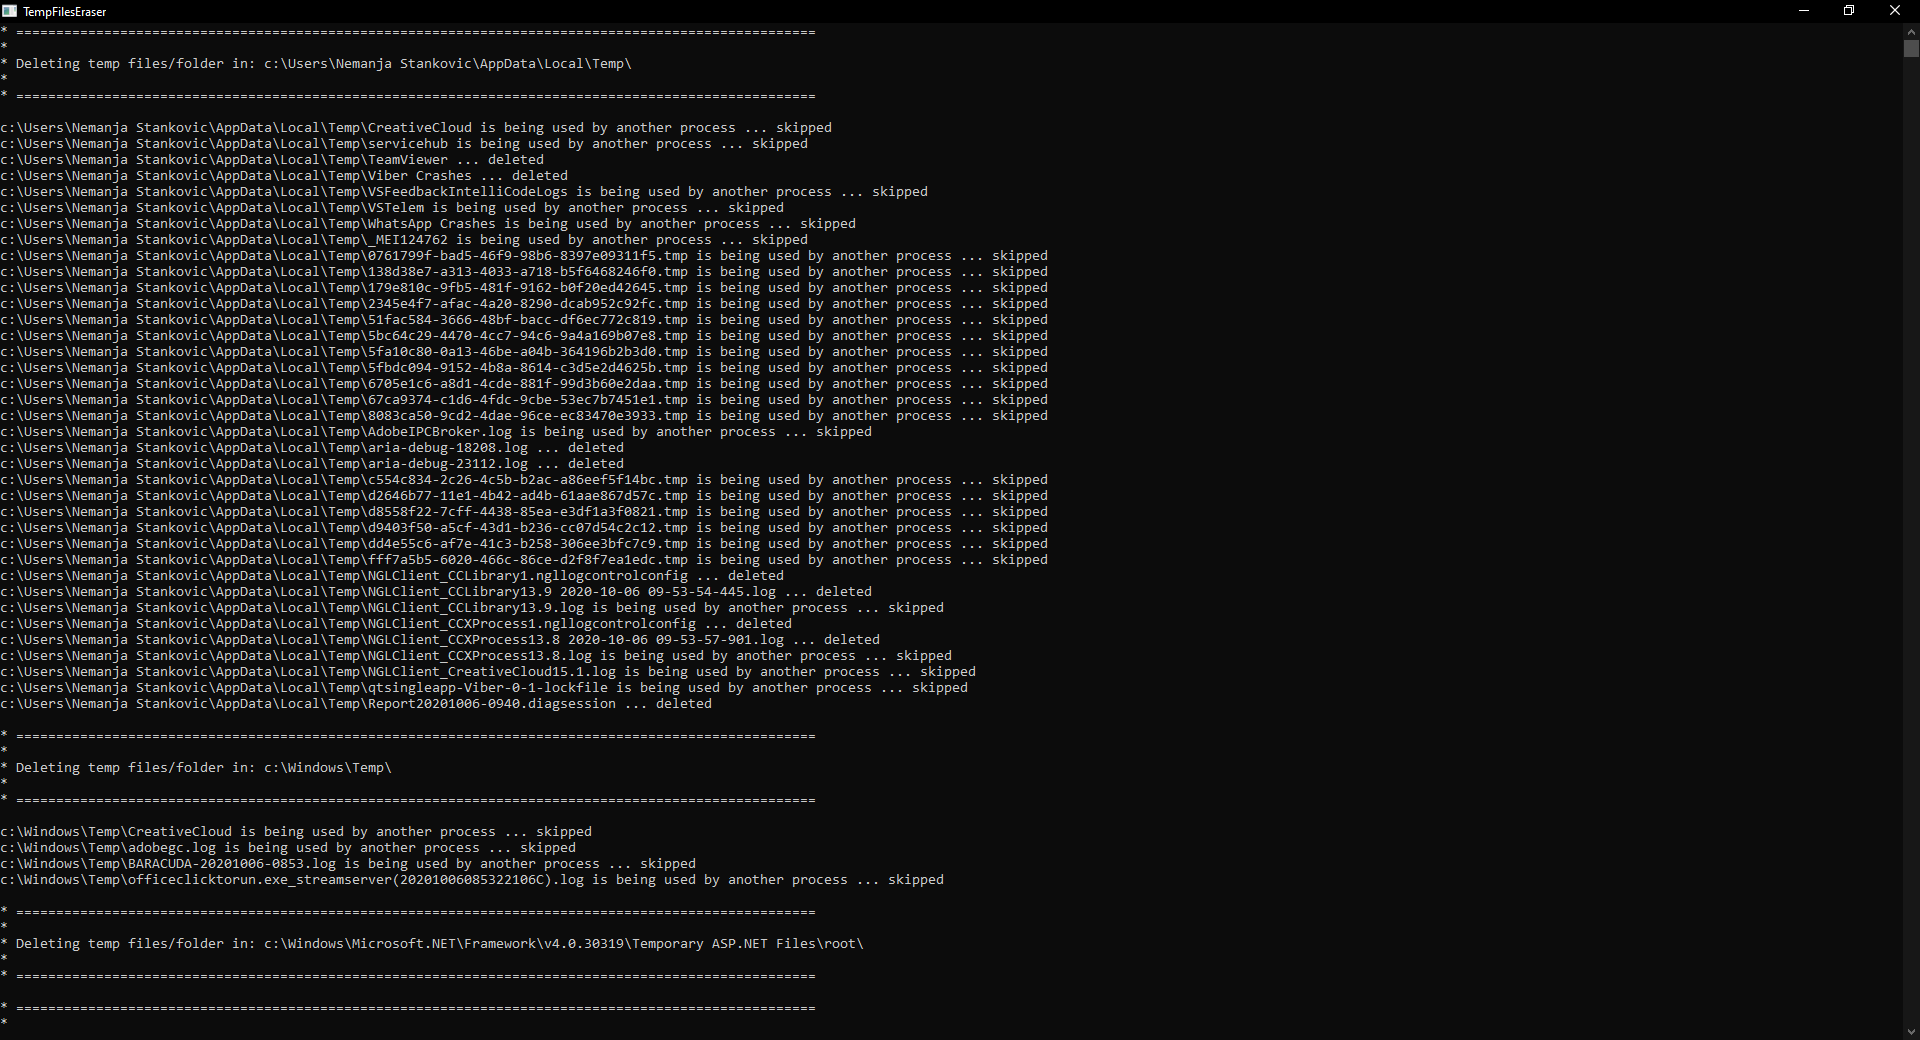 TempFilesEraser
* ====================================================================================================
*
* Deleting temp files/folder in: c:\Users\Nemanja Stankovic\AppData\Local\Temp\
*
* ====================================================================================================
c:\Users\Nemanja Stankovic\AppData\Local\Temp\CreativeCloud is being used by another process ... skipped
c:\Users\Nemanja Stankovic\AppData\Local\Temp\servicehub is being used by another process ... skipped
c:\Users\Nemanja Stankovic\AppData\Local\Temp\TeamViewer ... deleted
c:\Users\Nemanja Stankovic\AppData\Local\Temp\Viber Crashes ... deleted
c:\Users\Nemanja Stankovic\AppData\Local\Temp\VSFeedbackIntelliCodeLogs is being used by another process ... skipped
c:\Users\Nemanja Stankovic\AppData\Local\Temp\VSTelem is being used by another process ... skipped
c:\Users\Nemanja Stankovic\AppData\Local\Temp\WhatsApp Crashes is being used by another process ... skipped
c:\Users\Nemanja Stankovic\AppData\Local\Temp\_MEI124762 is being used by another process ... skipped
c:\Users\Nemanja Stankovic\AppData\Local\Temp\0761799f-bad5-46f9-98b6-8397e09311f5.tmp is being used by another process ... skipped
c:\Users\Nemanja Stankovic\AppData\Local\Temp\138d38e7-a313-4033-a718-b5f6468246f0.tmp is being used by another process ... skipped
c:\Users\Nemanja Stankovic\AppData\Local\Temp\179e810c-9fb5-481f-9162-b0f20ed42645.tmp is being used by another process ... skipped
c:\Users\Nemanja Stankovic\AppData\Local\Temp\2345e4f7-afac-4a20-8290-dcab952c92fc.tmp is being used by another process ... skipped
c:\Users\Nemanja Stankovic\AppData\Local\Temp\51fac584-3666-48bf-bacc-df6ec772c819.tmp is being used by another process ... skipped
c:\Users\Nemanja Stankovic\AppData\Local\Temp\5bc64c29-4470-4cc7-94c6-9a4a169b07e8.tmp is being used by another process ... skipped
c:\Users\Nemanja Stankovic\AppData\Local\Temp\5fa10c80-0a13-46be-a04b-364196b2b3d0.tmp is being used by another process ... skipped
c:\Users\Nemanja Stankovic\AppData\Local\Temp\5fbdc094-9152-4b8a-8614-c3d5e2d4625b.tmp is being used by another process ... skipped
c:\Users\Nemanja Stankovic\AppData\Local\Temp\6705e1c6-a8d1-4cde-881f-99d3b60e2daa.tmp is being used by another process ... skipped
c:\Users\Nemanja Stankovic\AppData\Local\Temp\67ca9374-c1d6-4fdc-9cbe-53ec7b7451e1.tmp is being used by another process ... skipped
c:\Users\Nemanja Stankovic\AppData\Local\Temp\8083ca50-9cd2-4dae-96ce-ec83470e3933.tmp is being used by another process ... skipped
c:\Users\Nemanja Stankovic\AppData\Local\Temp\AdobeIPCBroker.log is being used by another process ... skipped
c:\Users\Nemanja Stankovic\AppData\Local\Temp\aria-debug-18208.log ... deleted
c:\Users\Nemanja Stankovic\AppData\Local\Temp\aria-debug-23112.log ... deleted
c:\Users\Nemanja Stankovic\AppData\Local\Temp\c554c834-2c26-4c5b-b2ac-a86eef5f14bc.tmp is being used by another process ... skipped
c:\Users\Nemanja Stankovic\AppData\Local\Temp\d2646b77-11e1-4b42-ad4b-61aae867d57c.tmp is being used by another process ... skipped
c:\Users\Nemanja Stankovic\AppData\Local\Temp\d8558f22-7cff-4438-85ea-e3df1a3f0821.tmp is being used by another process ... skipped
c:\Users\Nemanja Stankovic\AppData\Local\Temp\d9403f50-a5cf-43d1-b236-cc07d54c2c12.tmp is being used by another process ... skipped
c:\Users\Nemanja Stankovic\AppData\Local\Temp\dd4e55c6-af7e-41c3-b258-306ee3bfc7c9.tmp is being used by another process ... skipped
c:\Users\Nemanja Stankovic\AppData\Local\Temp\fff7a5b5-6020-466c-86ce-d2f8f7ea1edc.tmp is being used by another process ... skipped
c:\Users\Nemanja Stankovic\AppData\Local\Temp\NGLClient_CCLibrary1.ngllogcontrolconfig ... deleted
c:\Users\Nemanja Stankovic\AppData\Local\Temp\NGLClient_CCLibrary13.9 2020-10-06 09-53-54-445.log ... deleted
c:\Users\Nemanja Stankovic\AppData\Local\Temp\NGLClient_CCLibrary13.9.log is being used by another process ... skipped
c:\Users\Nemanja Stankovic\AppData\Local\Temp\NGLClient_CCXProcess1.ngllogcontrolconfig ... deleted
c:\Users\Nemanja Stankovic\AppData\Local\Temp\NGLClient_CCXProcess13.8 2020-10-06 09-53-57-901.log ... deleted
c:\Users\Nemanja Stankovic\AppData\Local\Temp\NGLClient_CCXProcess13.8.log is being used by another process ... skipped
c:\Users\Nemanja Stankovic\AppData\Local\Temp\NGLClient_CreativeCloud15.1.log is being used by another process ... skipped
c:\Users\Nemanja Stankovic\AppData\Local\Temp\qtsingleapp-Viber-0-1-lockfile is being used by another process ... skipped
c:\Users\Nemanja Stankovic\AppData\Local\Temp\Report20201006-0940.diagsession ... deleted
* ====================================================================================================
*
* Deleting temp files/folder in: c:\Windows\Temp\
*
* ====================================================================================================
c:\Windows\Temp\CreativeCloud is being used by another process ... skipped
c:\Windows\Temp\adobegc.log is being used by another process ... skipped
c:\Windows\Temp\BARACUDA-20201006-0853.log is being used by another process ... skipped
c:\Windows\Temp\officeclicktorun.exe_streamserver(20201006085322106C).log is being used by another process ... skipped
* ====================================================================================================
*
* Deleting temp files/folder in: c:\Windows\Microsoft.NET\Framework\v4.0.30319\Temporary ASP.NET Files\root\
*
* ====================================================================================================
* ====================================================================================================
*